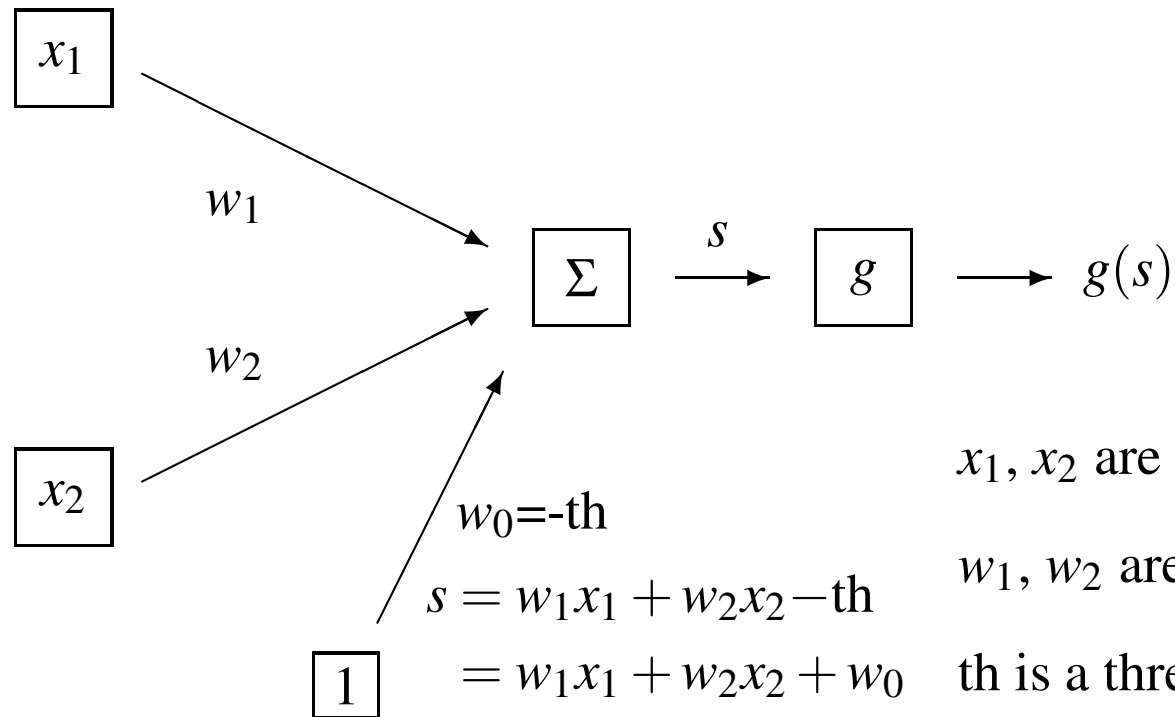 x₁
w₁
Σ
s
g
g(s)
w₂
x₂
x₁, x₂ are
w₀=-th
w₁, w₂ are
s = w₁x₁ + w₂x₂−th
= w₁x₁ + w₂x₂ + w₀
th is a
1